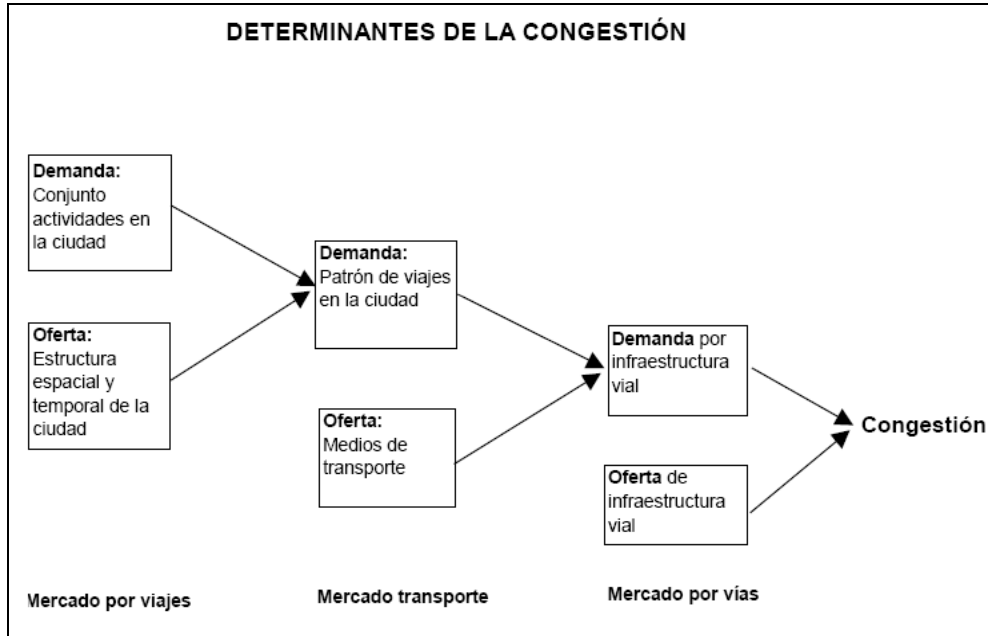 DETERMINANTES DE LA CONGESTIÓN
Demanda:
Conjunto
actividades en
la ciudad
Oferta:
Estructura
espacial y
temporal de la
ciudad
Mercado por viajes
Demanda:
Patrón de viajes
en la ciudad
Oferta:
Medios de
transporte
Mercado transporte
Demanda por
infraestructura
vial
Oferta de
infraestructura
vial
Mercado por vías
Congestión